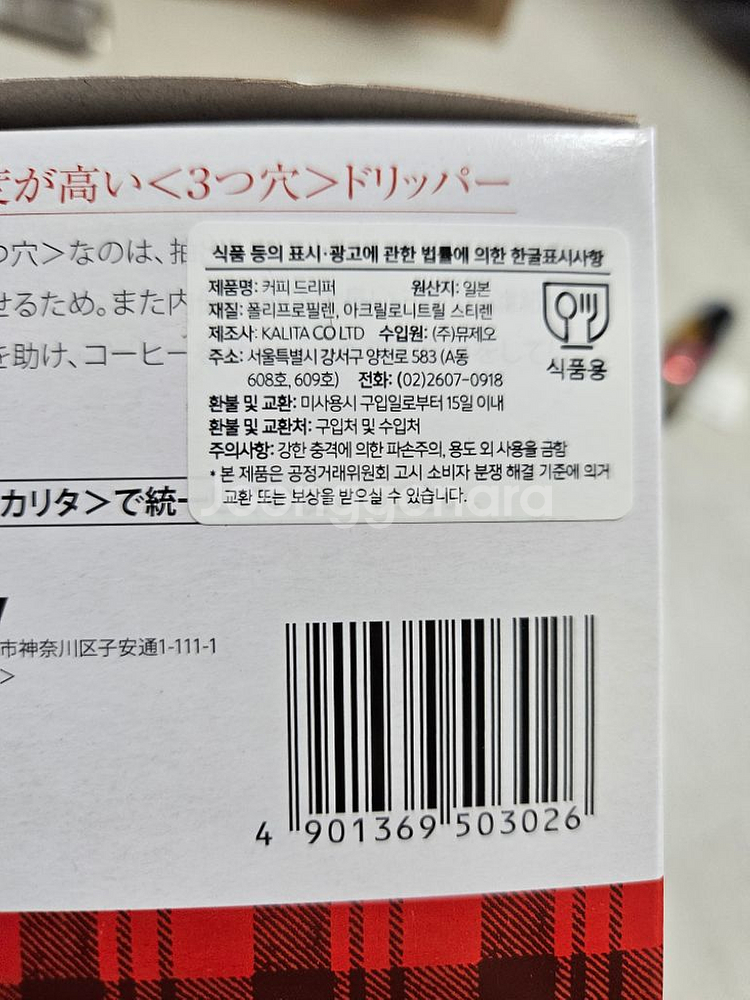 が高い<3つ穴>ドリッパー
つ穴>なのは、抽
せるため。また内
を助け、コーヒー
カリタ>で統一
市神奈川区子安通1-111-1
>
식품 등의 표시·광고에 관한 법률에 의한 한글표시사항
제품명: 커피 드리퍼 원산지: 일본
재질: 폴리프로필렌, 아크릴로니트릴 스티렌
제조사: KALITA CO LTD 수입원: (주)뮤제오
주소: 서울특별시 강서구 양천로 583 (A동
608호, 609호) 전화: (02)2607-0918
환불 및 교환: 미사용시 구입일로부터 15일 이내
환불 및 교환처: 구입처 및 수입처
주의사항: 강한 충격에 의한 파손주의, 용도 외 사용을 금함
* 본 제품은 공정거래위원회 고시 소비자 분쟁 해결 기준에 의거
교환 또는 보상을 받으실 수 있습니다.
식품용
Joonggonara
4 901369 503026